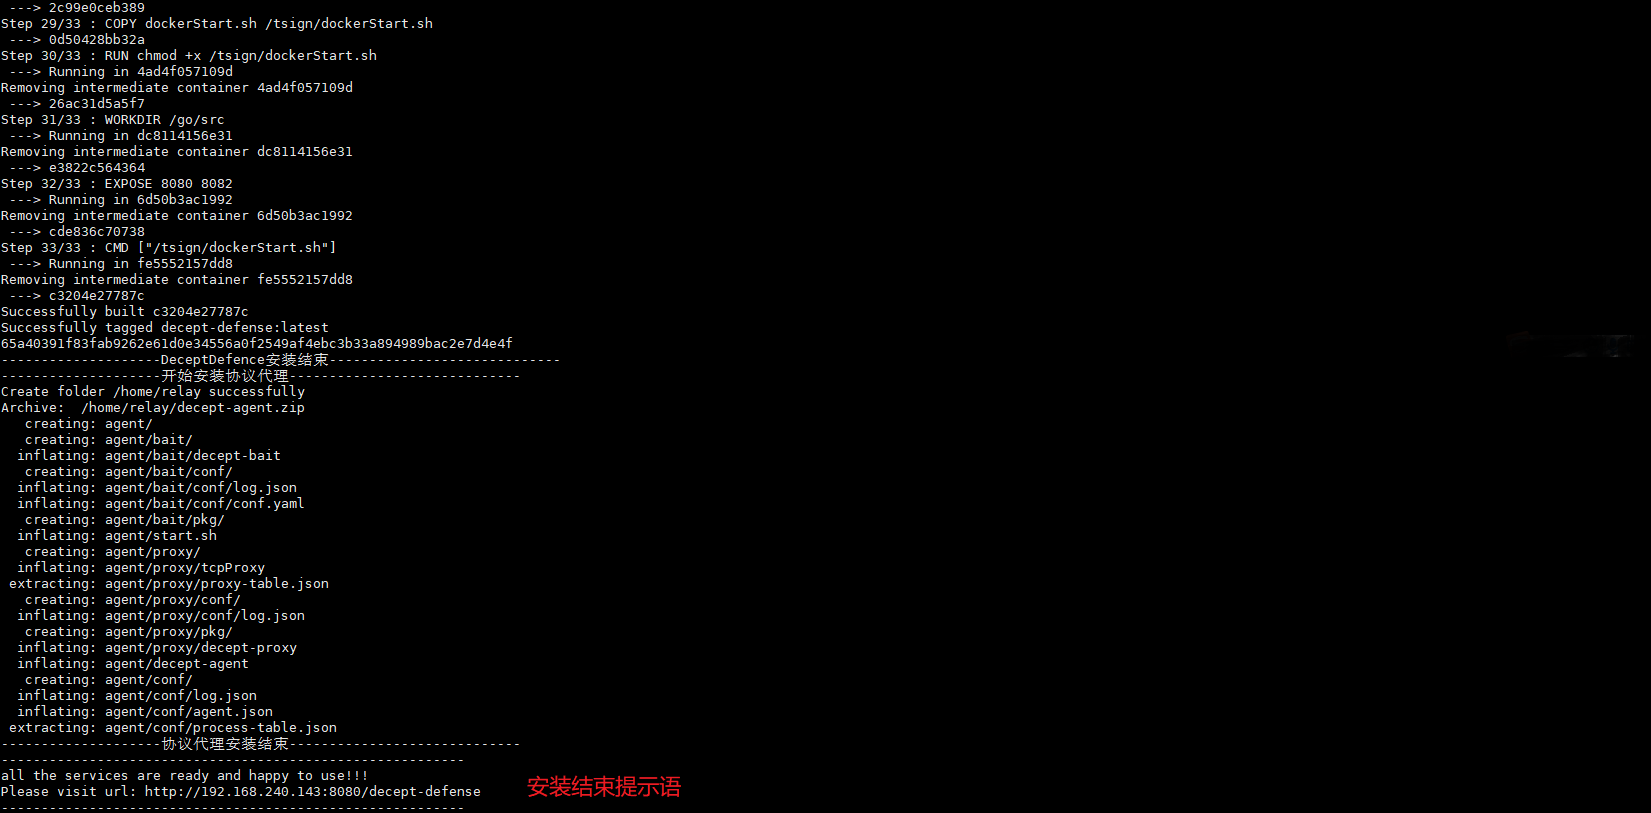 ---> 2c99e0ceb389
Step 29/33 : COPY dockerStart.sh /tsign/dockerStart.sh
---> 0d50428bb32a
Step 30/33 : RUN chmod +x /tsign/dockerStart.sh
---> Running in 4ad4f057109d
Removing intermediate container 4ad4f057109d
---> 26ac31d5a5f7
Step 31/33 : WORKDIR /go/src
---> Running in dc8114156e31
Removing intermediate container dc8114156e31
---> e3822c564364
Step 32/33 : EXPOSE 8080 8082
---> Running in 6d50b3ac1992
Removing intermediate container 6d50b3ac1992
---> cde836c70738
Step 33/33 : CMD ["/tsign/dockerStart.sh"]
---> Running in fe5552157dd8
Removing intermediate container fe5552157dd8
---> c3204e27787c
Successfully built c3204e27787c
Successfully tagged decept-defense:latest
65a40391f83fab9262e61d0e34556a0f2549af4ebc3b33a894989bac2e7d4e4f
--------------------DeceptDefence安装结束-----------------------------
--------------------开始安装协议代理-----------------------------
Create folder /home/relay successfully
Archive:  /home/relay/decept-agent.zip
creating: agent/
creating: agent/bait/
inflating: agent/bait/decept-bait
creating: agent/bait/conf/
inflating: agent/bait/conf/log.json
inflating: agent/bait/conf/conf.yaml
creating: agent/bait/pkg/
inflating: agent/start.sh
creating: agent/proxy/
inflating: agent/proxy/tcpProxy
extracting: agent/proxy/proxy-table.json
creating: agent/proxy/conf/
inflating: agent/proxy/conf/log.json
creating: agent/proxy/pkg/
inflating: agent/proxy/decept-proxy
inflating: agent/decept-agent
creating: agent/conf/
inflating: agent/conf/log.json
inflating: agent/conf/agent.json
extracting: agent/conf/process-table.json
--------------------协议代理安装结束-----------------------------
----------------------------------------------------------
all the services are ready and happy to use!!!
Please visit url: http://192.168.240.143:8080/decept-defense
安装结束提示语
----------------------------------------------------------